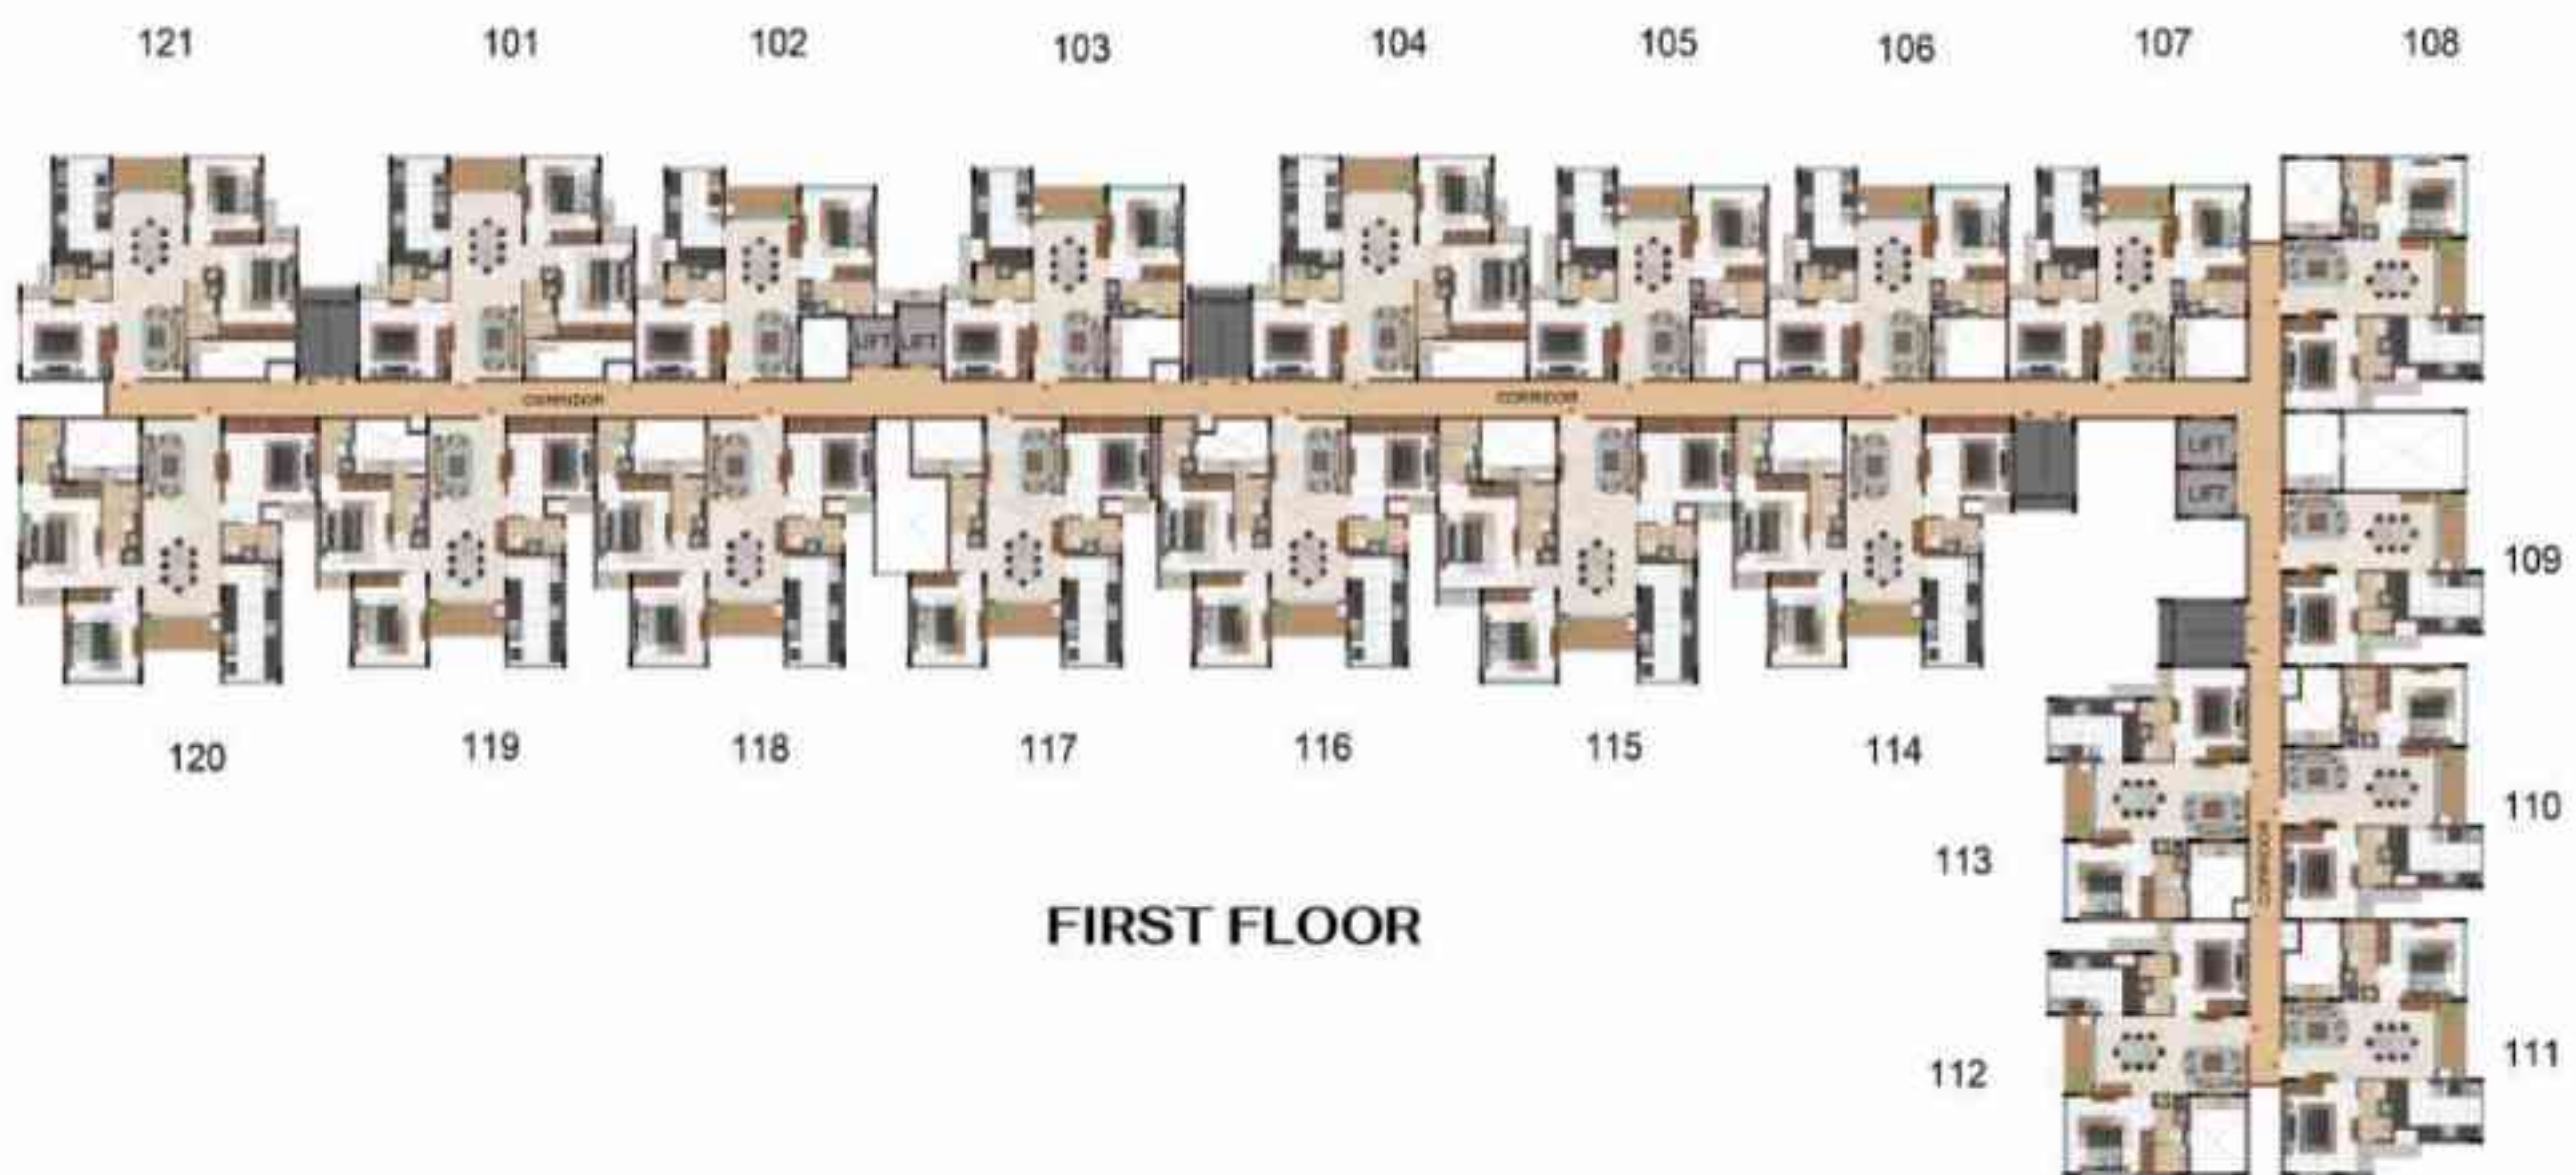 121 101 102 103 104 105 106 107 108
LIFT LIFT
CORRIDOR CORRIDOR
LIFT
LIFT
109
120 119 118 117 116 115 114
110
113
CORRIDOR
FIRST FLOOR
111
112